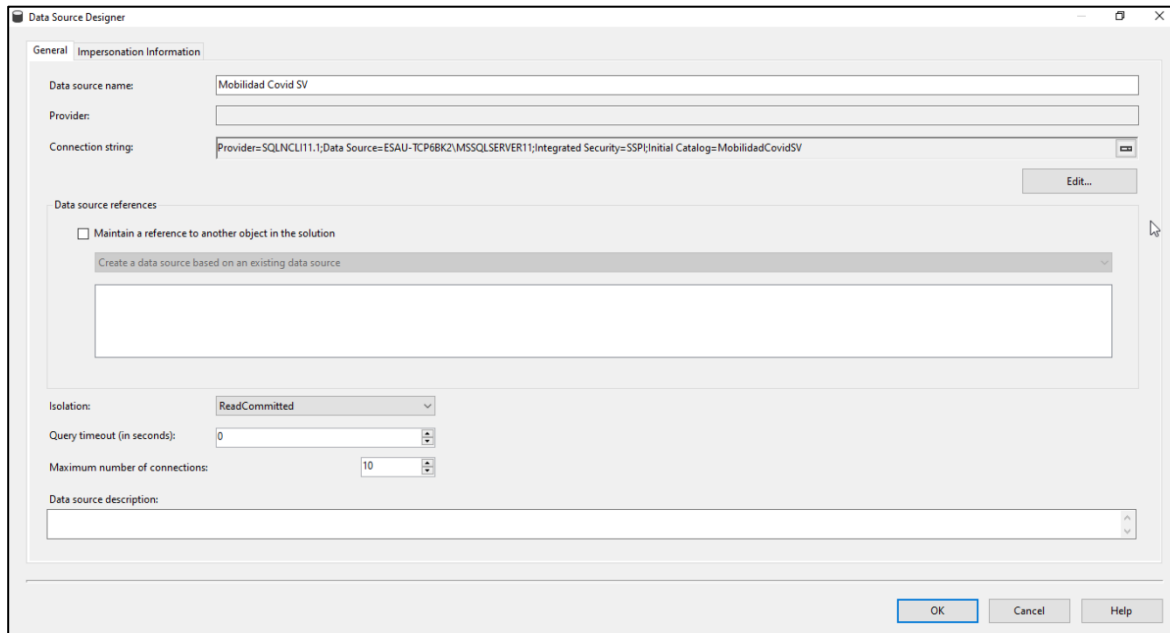 Data Source Designer
General Impersonation Information
Data source name: Mobilidad Covid SV
Provider:
Connection string: Provider=SQLNCLI11.1;Data Source=ESAU-TCP6BK2\MSSQLSERVER11;Integrated Security=SSPI;Initial Catalog=MobilidadCovidSV
Edit...
Data source references
Maintain a reference to another object in the solution
Create a data source based on an existing data source
Isolation: ReadCommitted
Query timeout (in seconds): 0
Maximum number of connections: 10
Data source description:
OK Cancel Help